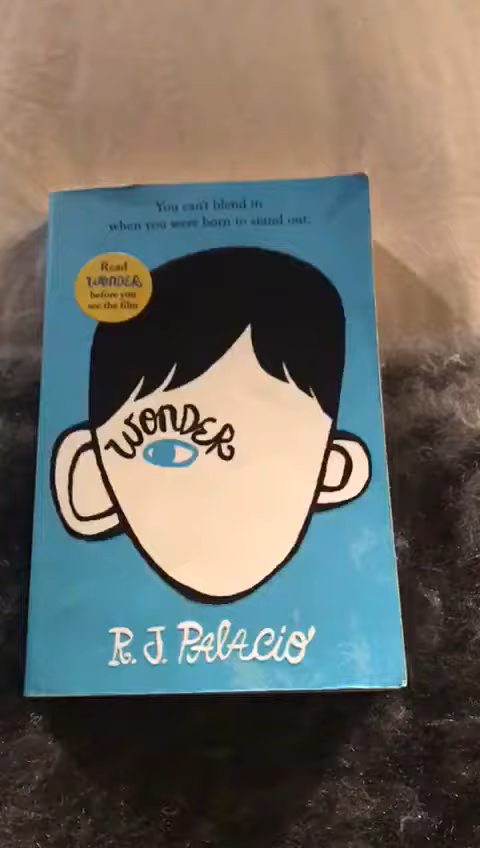 You can't blend in
when you were born to stand out.
Read
WONDER
before you
see the film
WONDER
R. J. PALACIO